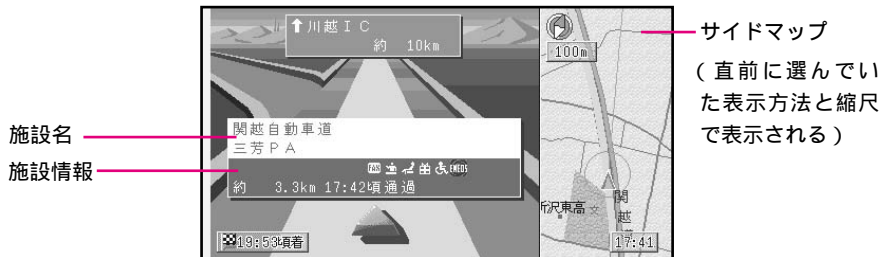 ↑川越ＩＣ
約 10km
100m
サイドマップ
(直前に選んでい
た表示方法と縮尺
で表示される)
施設名
関越自動車道
三芳ＰＡ
施設情報
FAX
約 3.3km 17:42頃通過
所沢東高 文
関
越
19:53頃着
17:41